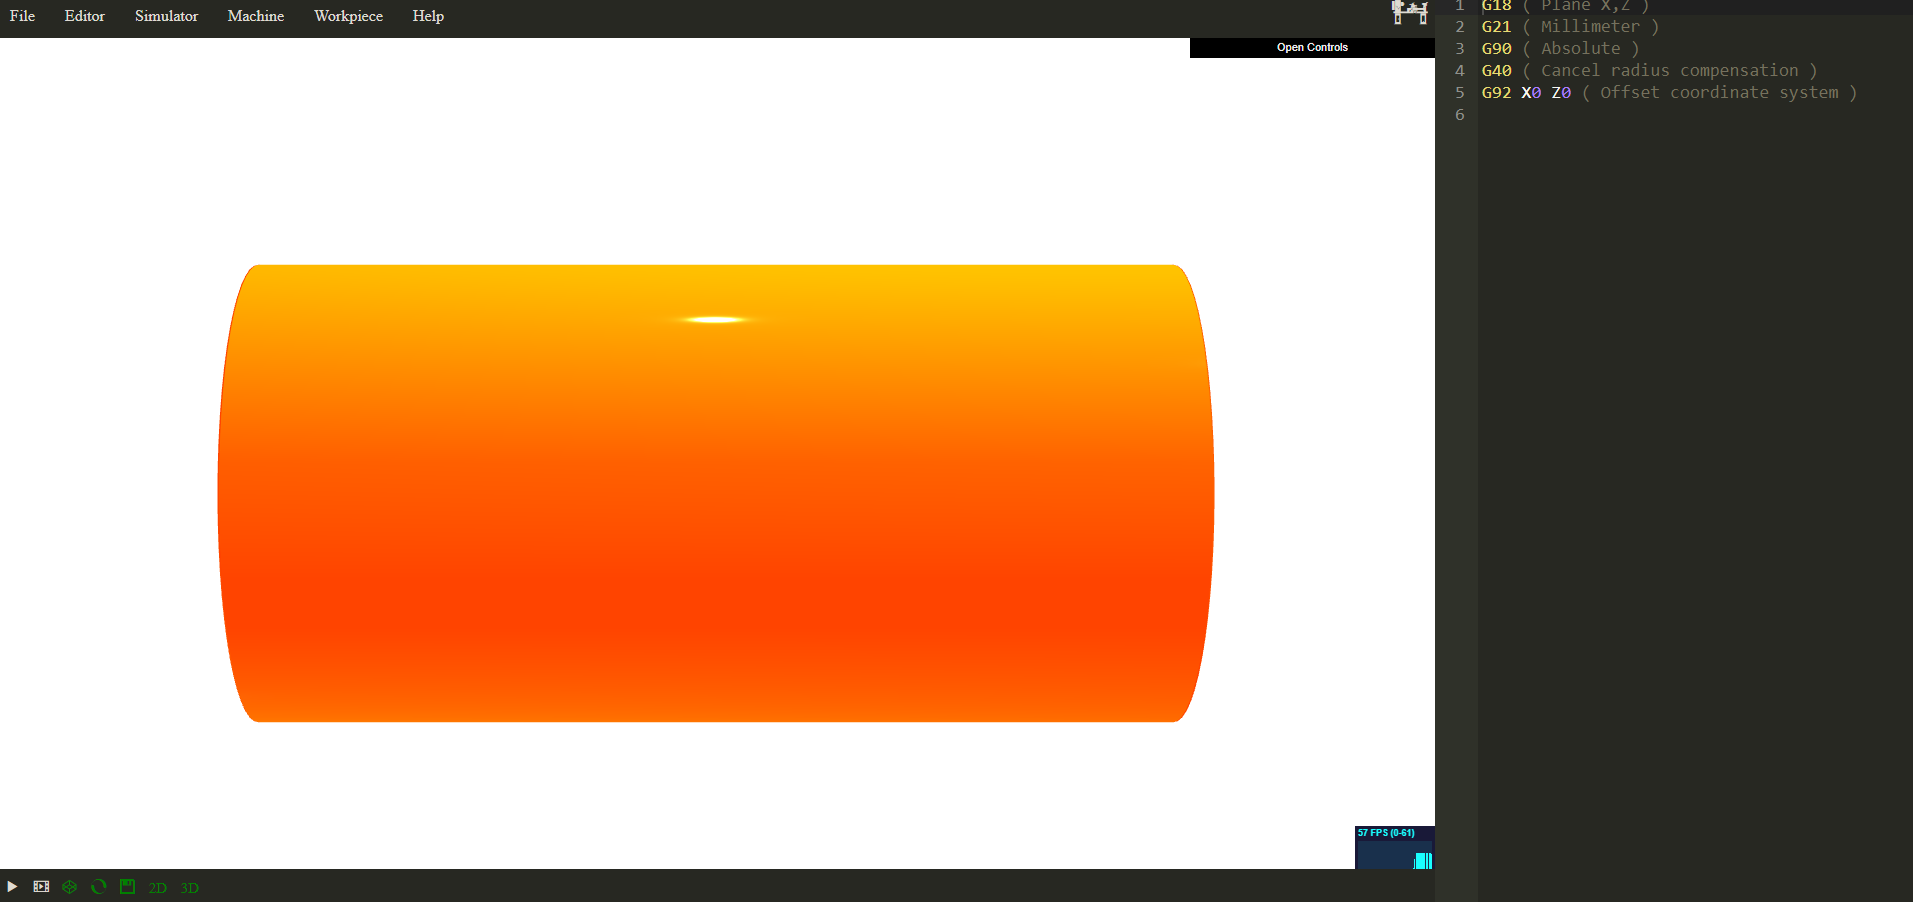 File Editor Simulator Machine Workpiece Help
Open Controls
1 G18 ( Plane X,Z )
2 G21 ( Millimeter )
3 G90 ( Absolute )
4 G40 ( Cancel radius compensation )
5 G92 X0 Z0 ( Offset coordinate system )
6
57 FPS (0-61)
2D 3D